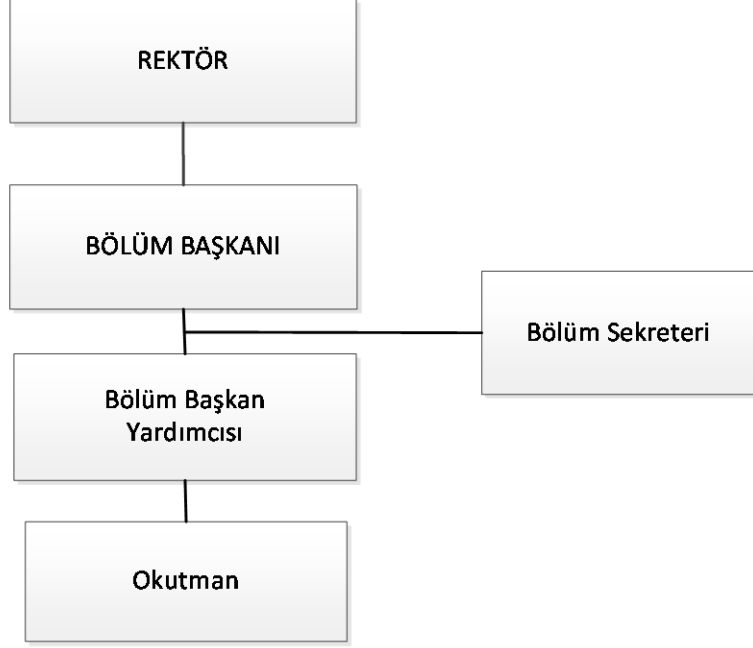 REKTÖR
BÖLÜM BAŞKANI
Bölüm Sekreteri
Bölüm Başkan
Yardımcısı
Okutman